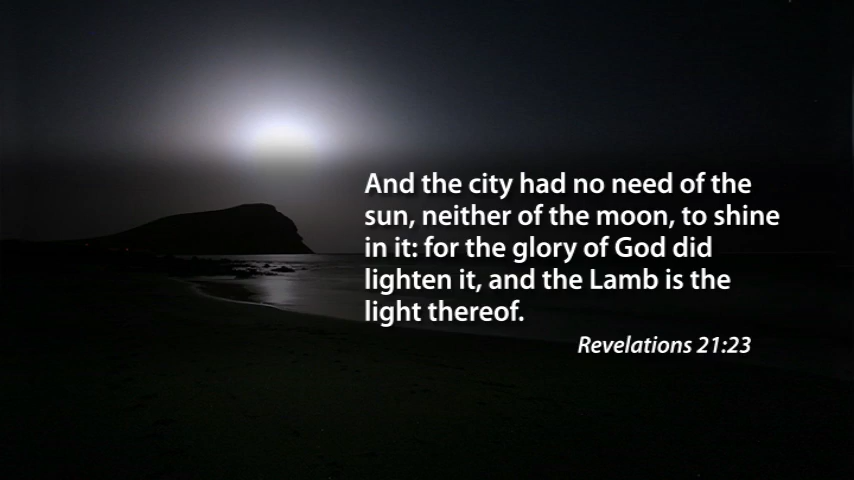 And the city had no need of the
sun, neither of the moon, to shine
in it: for the glory of God did
lighten it, and the Lamb is the
light thereof.
Revelations 21:23